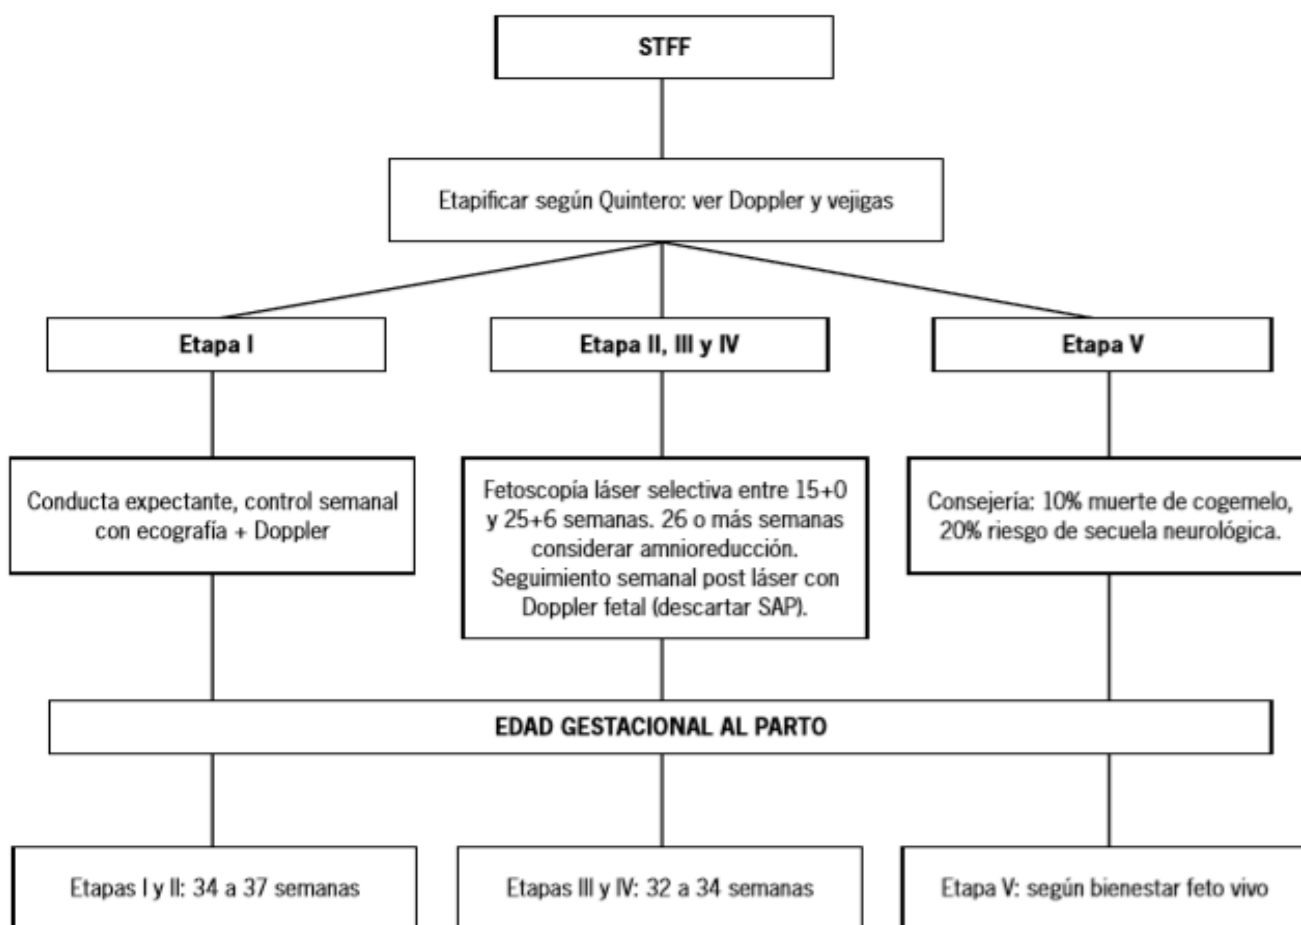 STFF
Etapificar según Quintero: ver Doppler y vejigas
Etapa I
Etapa II, III y IV
Etapa V
Conducta expectante, control semanal
con ecografía + Doppler
Fetoscopía láser selectiva entre 15+0
y 25+6 semanas. 26 o más semanas
considerar amnioreducción.
Seguimiento semanal post láser con
Doppler fetal (descartar SAP).
Consejería: 10% muerte de cogemelo,
20% riesgo de secuela neurológica.
EDAD GESTACIONAL AL PARTO
Etapas I y II: 34 a 37 semanas
Etapas III y IV: 32 a 34 semanas
Etapa V: según bienestar feto vivo